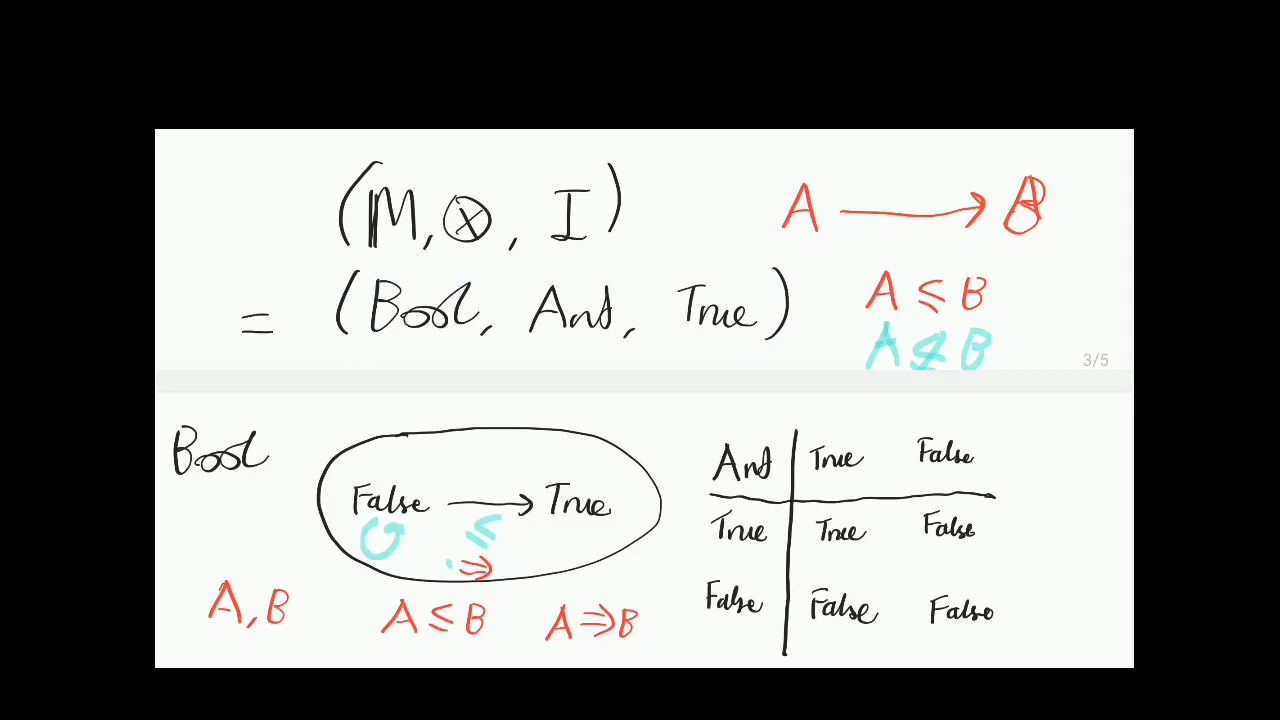 (M, ⊗, I)
A ⟶ B
= (Bool, And, True)
A ≤ B
A ≰ B
3/5
Bool
False ⟶ True
≤
⇒
A, B
A ≤ B
A ⇒ B
And True False
True True False
False False False